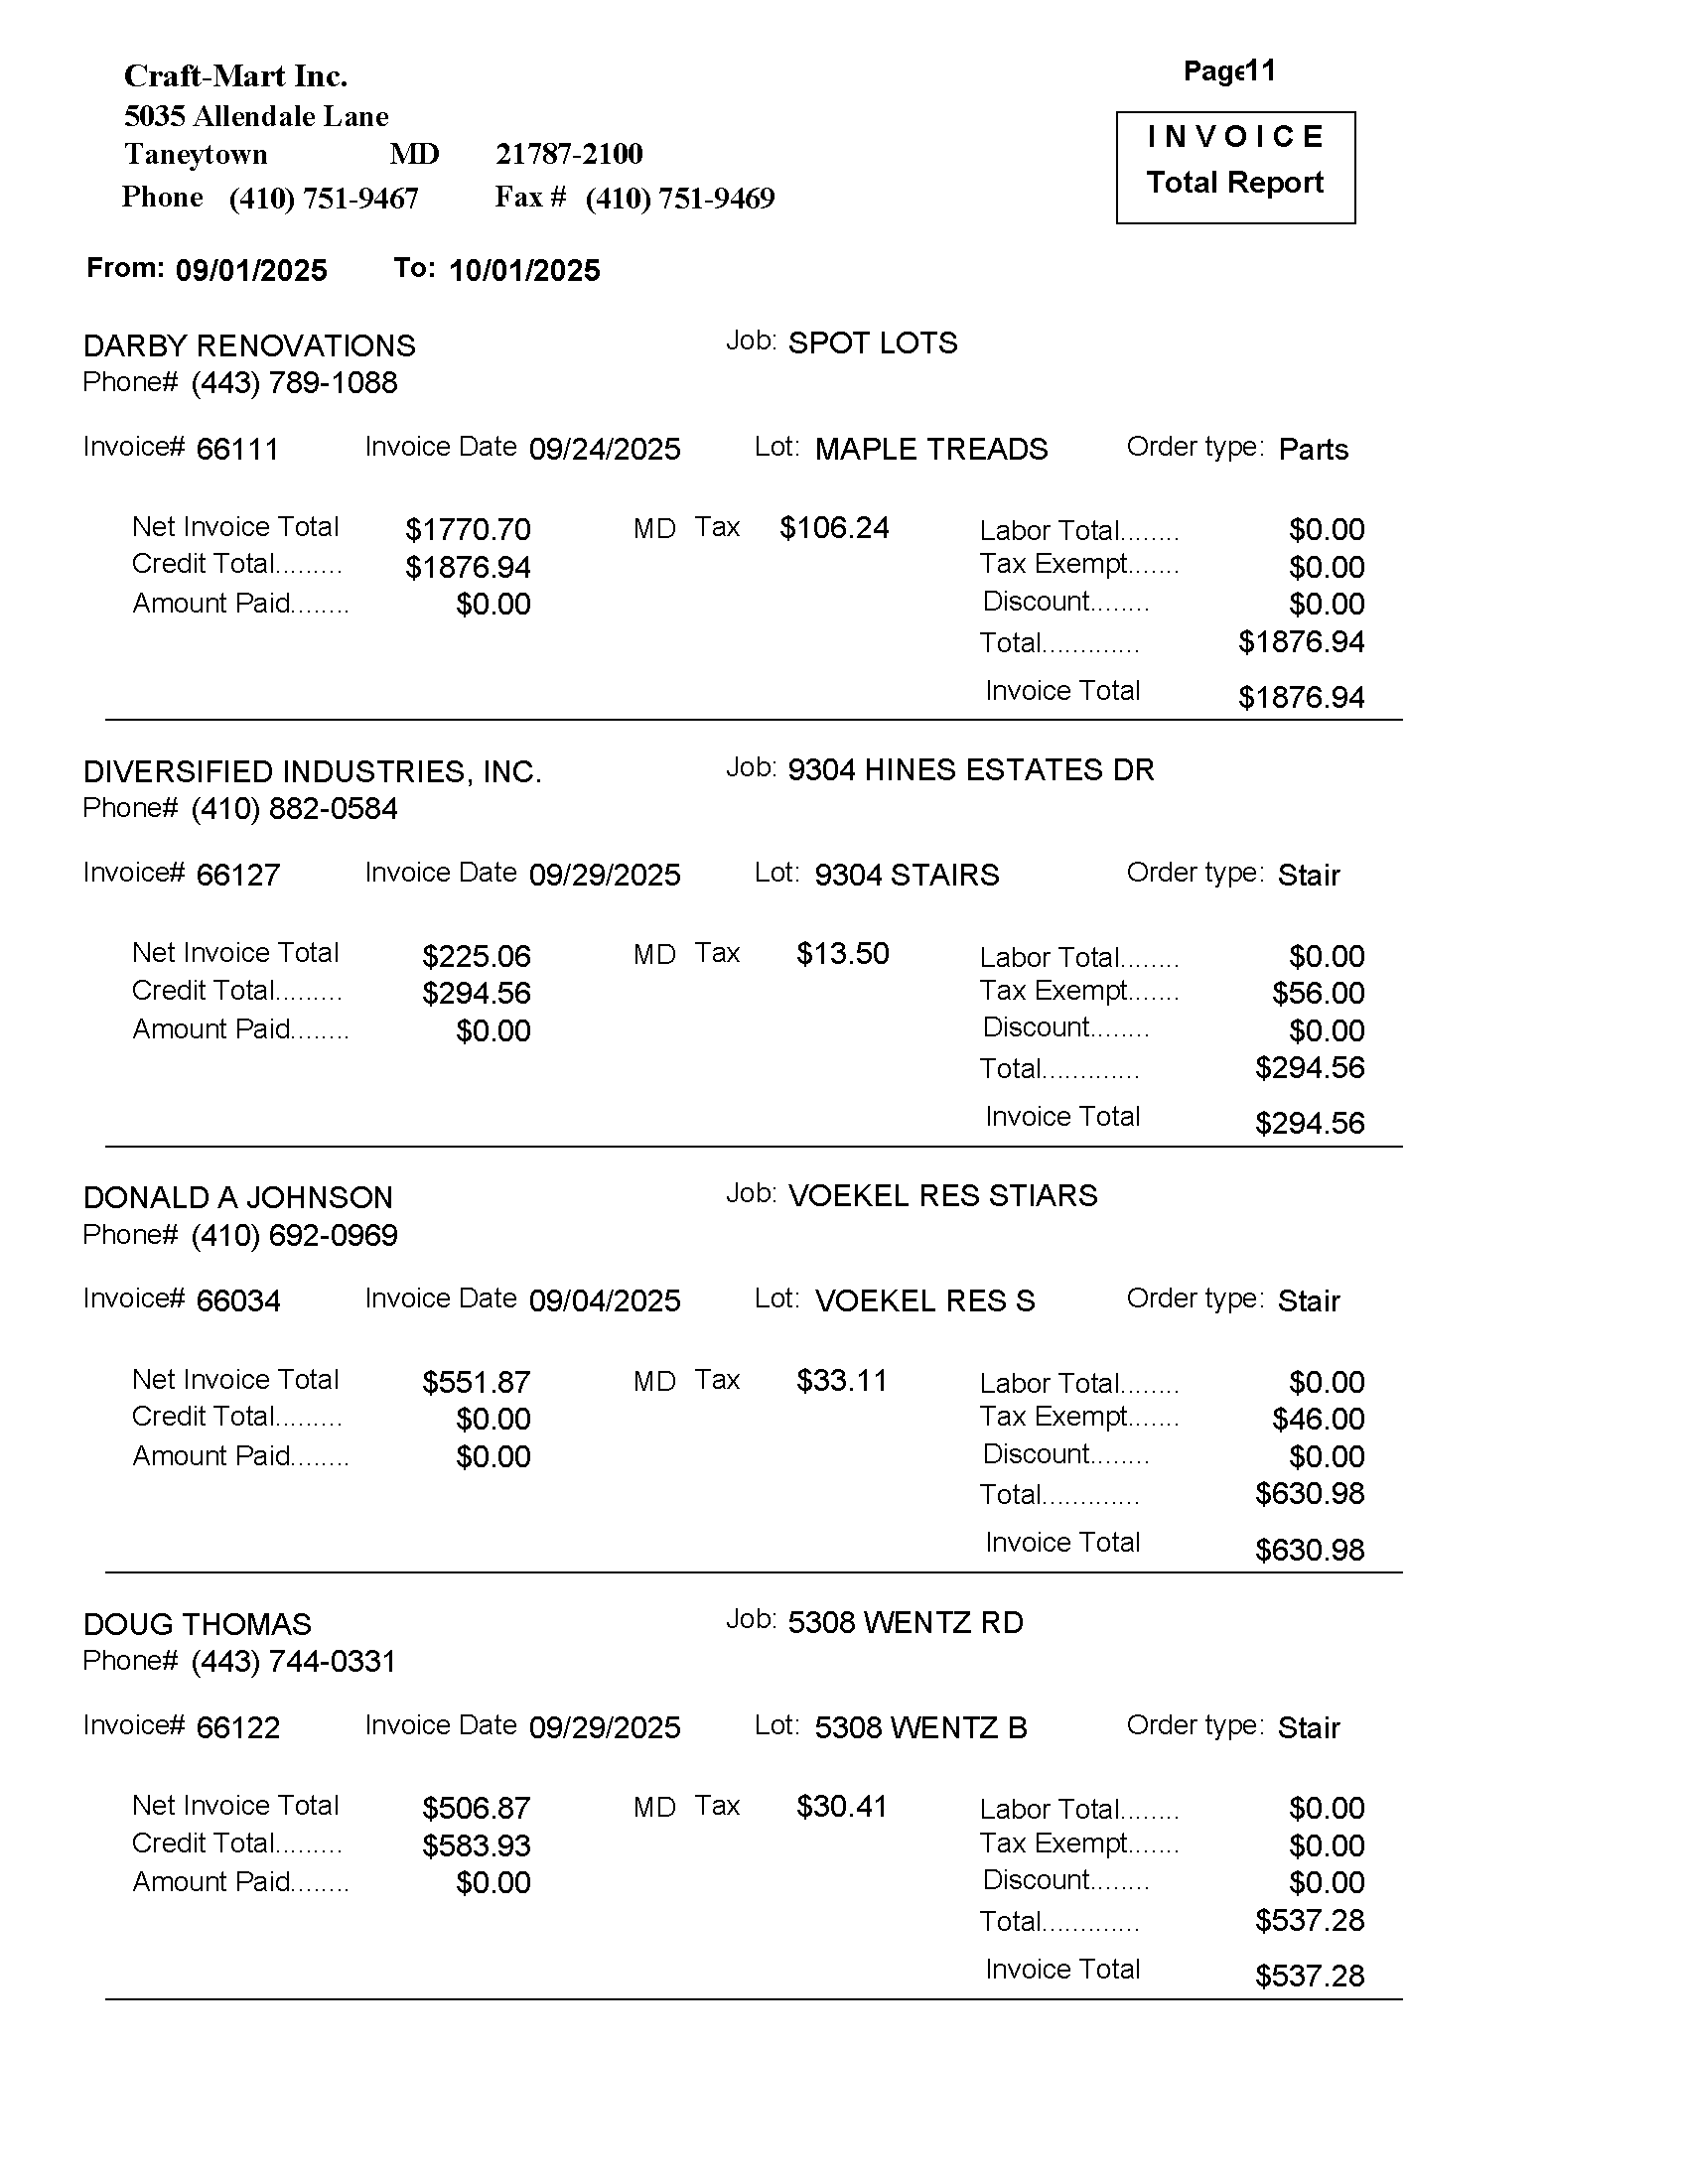 Craft-Mart Inc.
Page11
5035 Allendale Lane
Taneytown MD 21787-2100
Phone (410) 751-9467 Fax # (410) 751-9469
I N V O I C E
Total Report
From: 09/01/2025 To: 10/01/2025
DARBY RENOVATIONS Job: SPOT LOTS
Phone# (443) 789-1088
Invoice# 66111 Invoice Date 09/24/2025 Lot: MAPLE TREADS Order type: Parts
Net Invoice Total $1770.70 MD Tax $106.24 Labor Total........ $0.00
Credit Total......... $1876.94 Tax Exempt....... $0.00
Amount Paid........ $0.00 Discount........ $0.00
Total............. $1876.94
Invoice Total $1876.94
DIVERSIFIED INDUSTRIES, INC. Job: 9304 HINES ESTATES DR
Phone# (410) 882-0584
Invoice# 66127 Invoice Date 09/29/2025 Lot: 9304 STAIRS Order type: Stair
Net Invoice Total $225.06 MD Tax $13.50 Labor Total........ $0.00
Credit Total......... $294.56 Tax Exempt....... $56.00
Amount Paid........ $0.00 Discount........ $0.00
Total............. $294.56
Invoice Total $294.56
DONALD A JOHNSON Job: VOEKEL RES STIARS
Phone# (410) 692-0969
Invoice# 66034 Invoice Date 09/04/2025 Lot: VOEKEL RES S Order type: Stair
Net Invoice Total $551.87 MD Tax $33.11 Labor Total........ $0.00
Credit Total......... $0.00 Tax Exempt....... $46.00
Amount Paid........ $0.00 Discount........ $0.00
Total............. $630.98
Invoice Total $630.98
DOUG THOMAS Job: 5308 WENTZ RD
Phone# (443) 744-0331
Invoice# 66122 Invoice Date 09/29/2025 Lot: 5308 WENTZ B Order type: Stair
Net Invoice Total $506.87 MD Tax $30.41 Labor Total........ $0.00
Credit Total......... $583.93 Tax Exempt....... $0.00
Amount Paid........ $0.00 Discount........ $0.00
Total............. $537.28
Invoice Total $537.28